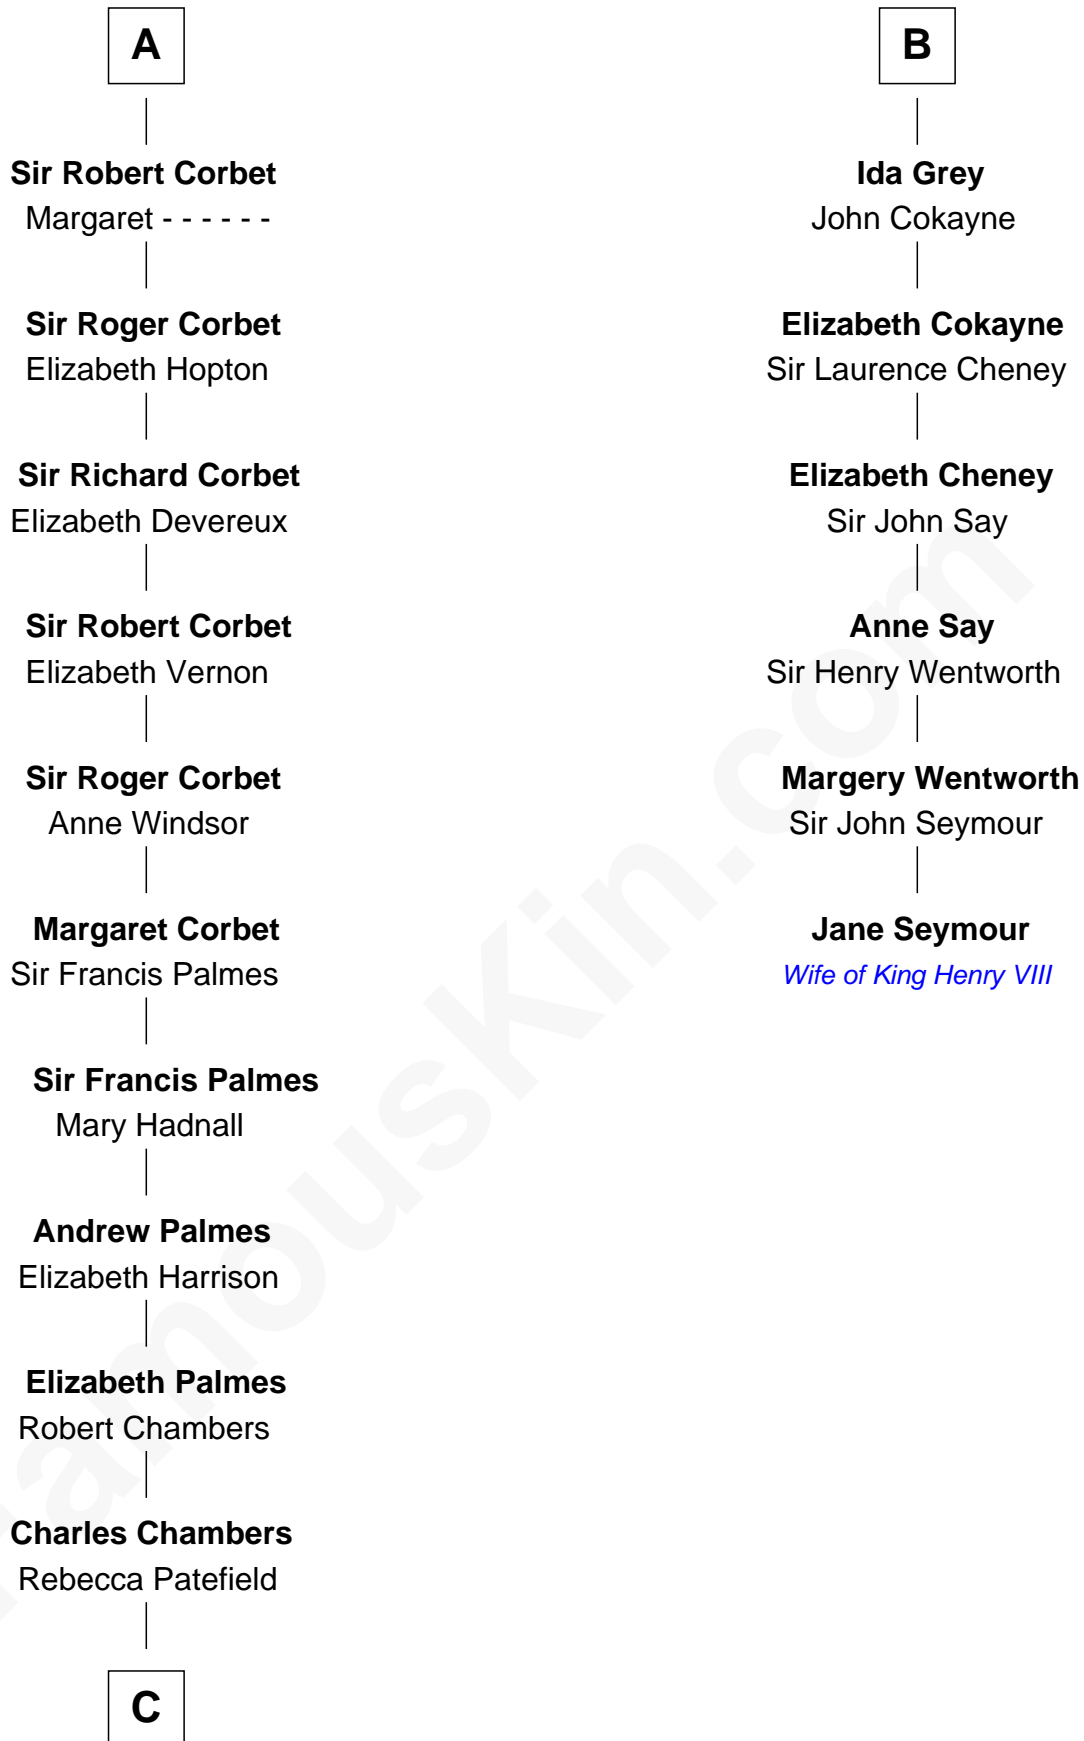 A
Sir Robert Corbet
Margaret - - - - - -
Sir Roger Corbet
Elizabeth Hopton
Sir Richard Corbet
Elizabeth Devereux
Sir Robert Corbet
Elizabeth Vernon
Sir Roger Corbet
Anne Windsor
Margaret Corbet
Sir Francis Palmes
Sir Francis Palmes
Mary Hadnall
Andrew Palmes
Elizabeth Harrison
Elizabeth Palmes
Robert Chambers
Charles Chambers
Rebecca Patefield
C
B
Ida Grey
John Cokayne
Elizabeth Cokayne
Sir Laurence Cheney
Elizabeth Cheney
Sir John Say
Anne Say
Sir Henry Wentworth
Margery Wentworth
Sir John Seymour
Jane Seymour
Wife of King Henry VIII
FamousKin.com